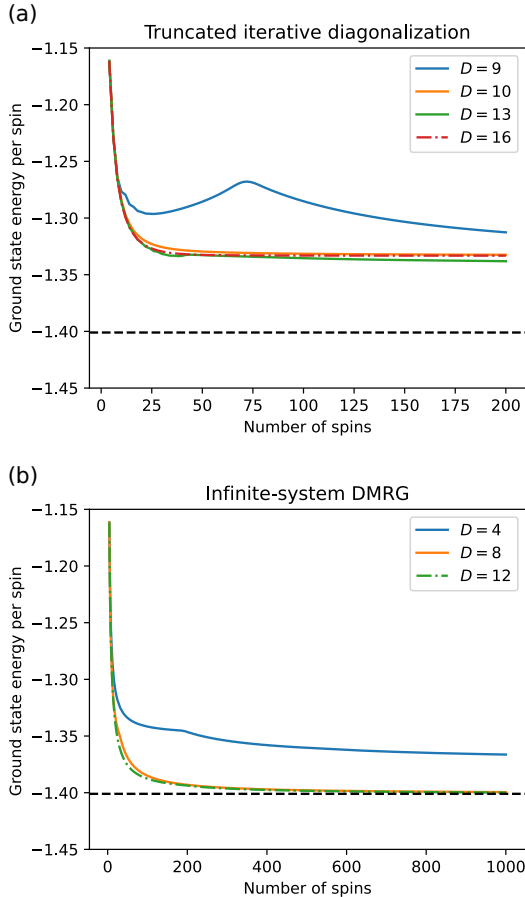 (a)
Truncated iterative diagonalization
Ground state energy per spin
−1.15
−1.20
−1.25
−1.30
−1.35
−1.40
−1.45
D = 9
D = 10
D = 13
D = 16
0 25 50 75 100 125 150 175 200
Number of spins
(b)
Infinite-system DMRG
Ground state energy per spin
−1.15
−1.20
−1.25
−1.30
−1.35
−1.40
−1.45
D = 4
D = 8
D = 12
0 200 400 600 800 1000
Number of spins